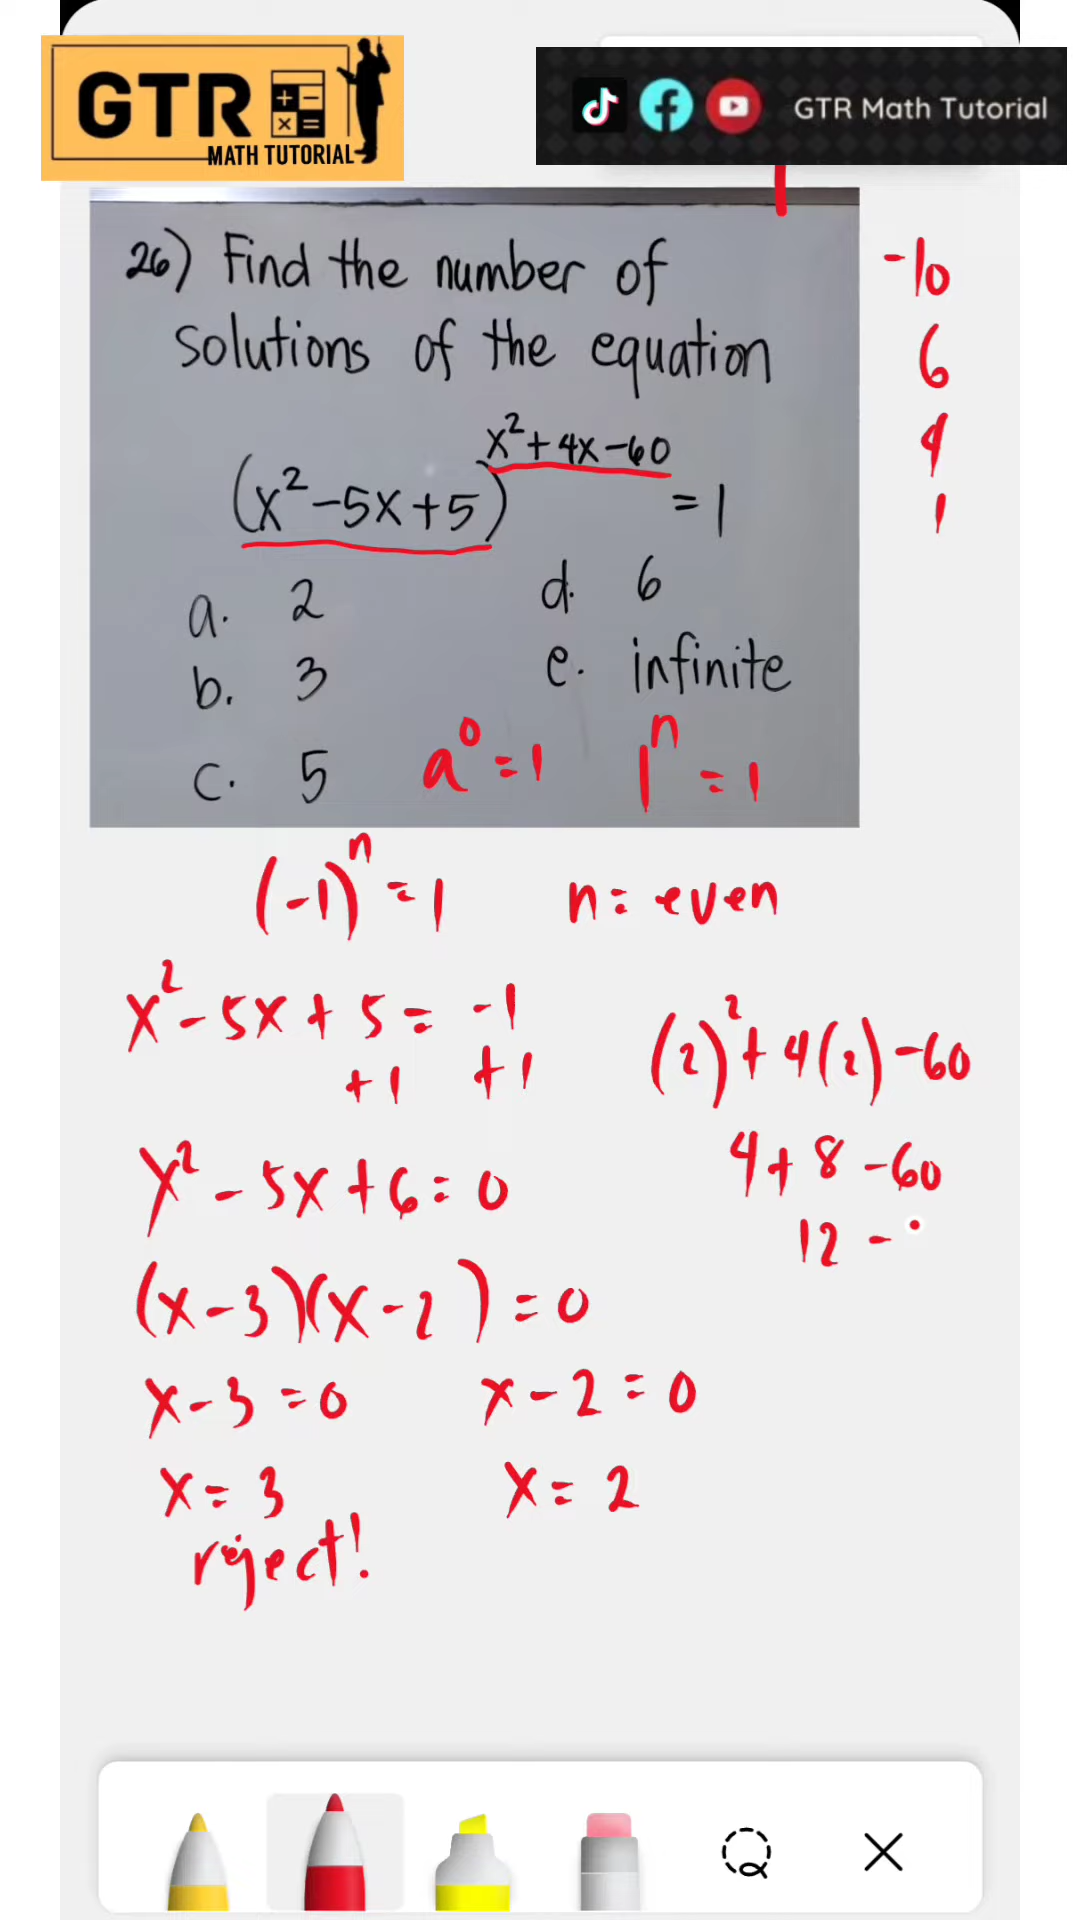 GTR
MATH TUTORIAL
GTR Math Tutorial
26) Find the number of
solutions of the equation
(x²-5x+5)^(x²+4x-60) = 1
a. 2
b. 3
c. 5
d. 6
e. infinite
a⁰ = 1
1ⁿ = 1
-10
6
4
1
(-1)ⁿ = 1 n = even
x² - 5x + 5 = -1
+1 +1
x² - 5x + 6 = 0
(x-3)(x-2) = 0
x-3 = 0 x-2 = 0
x = 3 x = 2
reject!
(2)² + 4(2) -60
4 + 8 -60
12 -